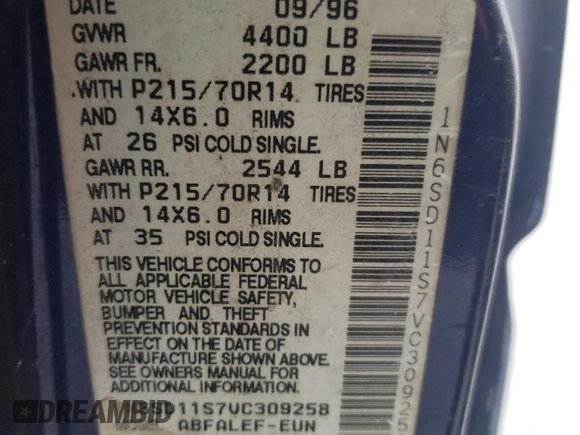 DATE 09/96
GVWR 4400 LB
GAWR FR. 2200 LB
WITH P215/70R14 TIRES
AND 14X6.0 RIMS
AT 26 PSI COLD SINGLE.
GAWR RR. 2544 LB
WITH P215/70R14 TIRES
AND 14X6.0 RIMS
AT 35 PSI COLD SINGLE.
THIS VEHICLE CONFORMS TO
ALL APPLICABLE FEDERAL
MOTOR VEHICLE SAFETY,
BUMPER AND THEFT
PREVENTION STANDARDS IN
EFFECT ON THE DATE OF
MANUFACTURE SHOWN ABOVE.
SEE OWNERS MANUAL FOR
ADDITIONAL INFORMATION.
6SD11S7VC309258
ABFALEF-EUN
1N6SD11S7VC30925
DREAMBID